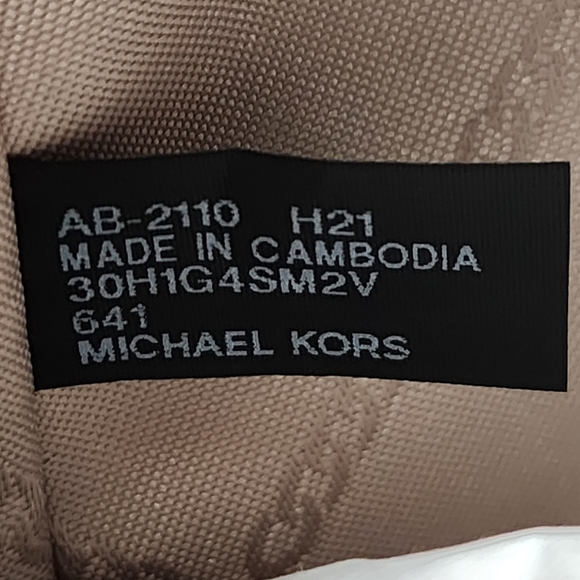 AB-2110 H21
MADE IN CAMBODIA
30H1G4SM2V
641
MICHAEL KORS